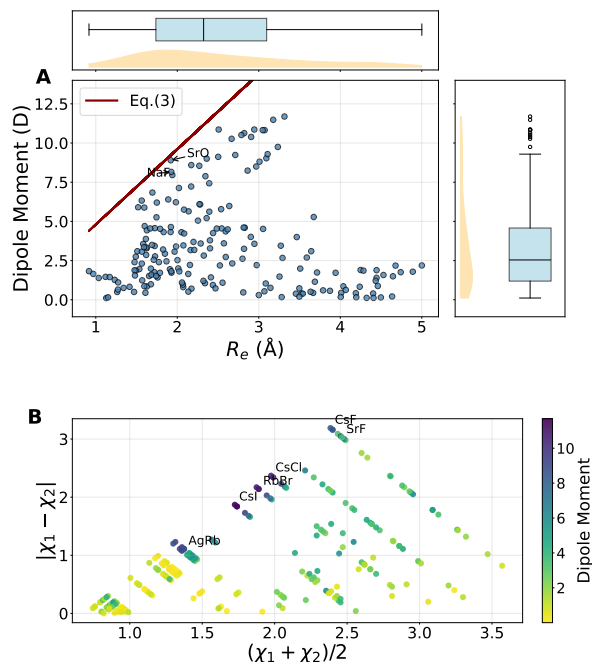 A
Dipole Moment (D)
12.5
10.0
7.5
5.0
2.5
0.0
Eq.(3)
SrO
NaF
1
2
3
4
5
R_e (Å)
B
|χ₁ − χ₂|
3
2
1
0
CsF
SrF
CsCl
RbBr
CsI
AgRb
1.0
1.5
2.0
2.5
3.0
3.5
(χ₁ + χ₂)/2
10
8
6
4
2
Dipole Moment